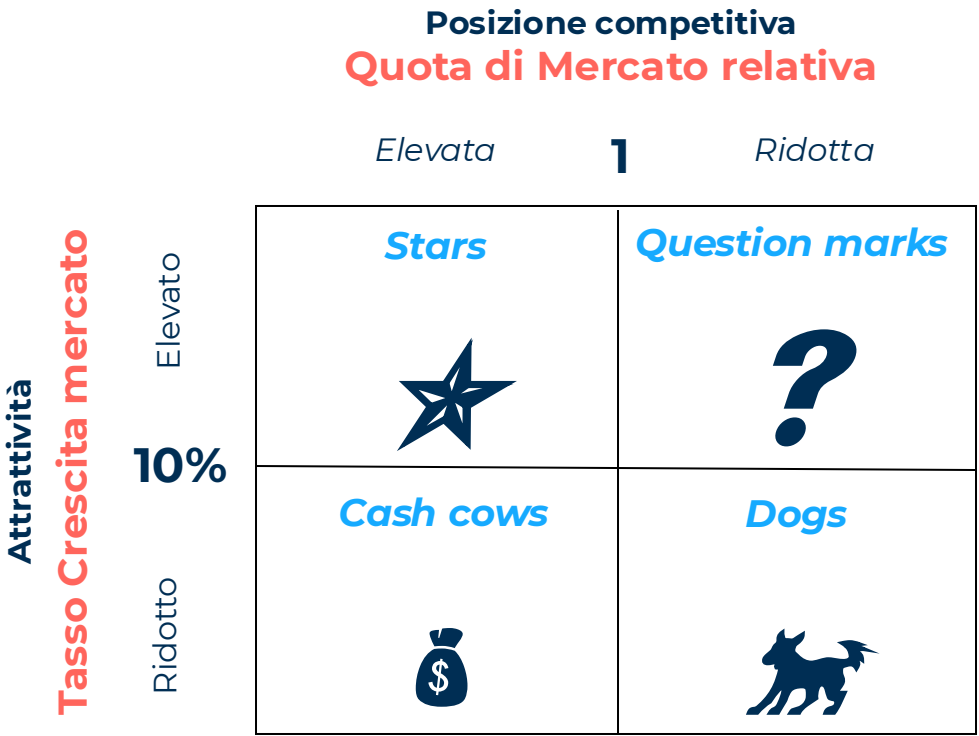 Posizione competitiva
Quota di Mercato relativa
Elevata 1 Ridotta
Attrattività
Tasso Crescita mercato
Elevato
10%
Ridotto
Stars
Question marks
?
Cash cows
$
Dogs